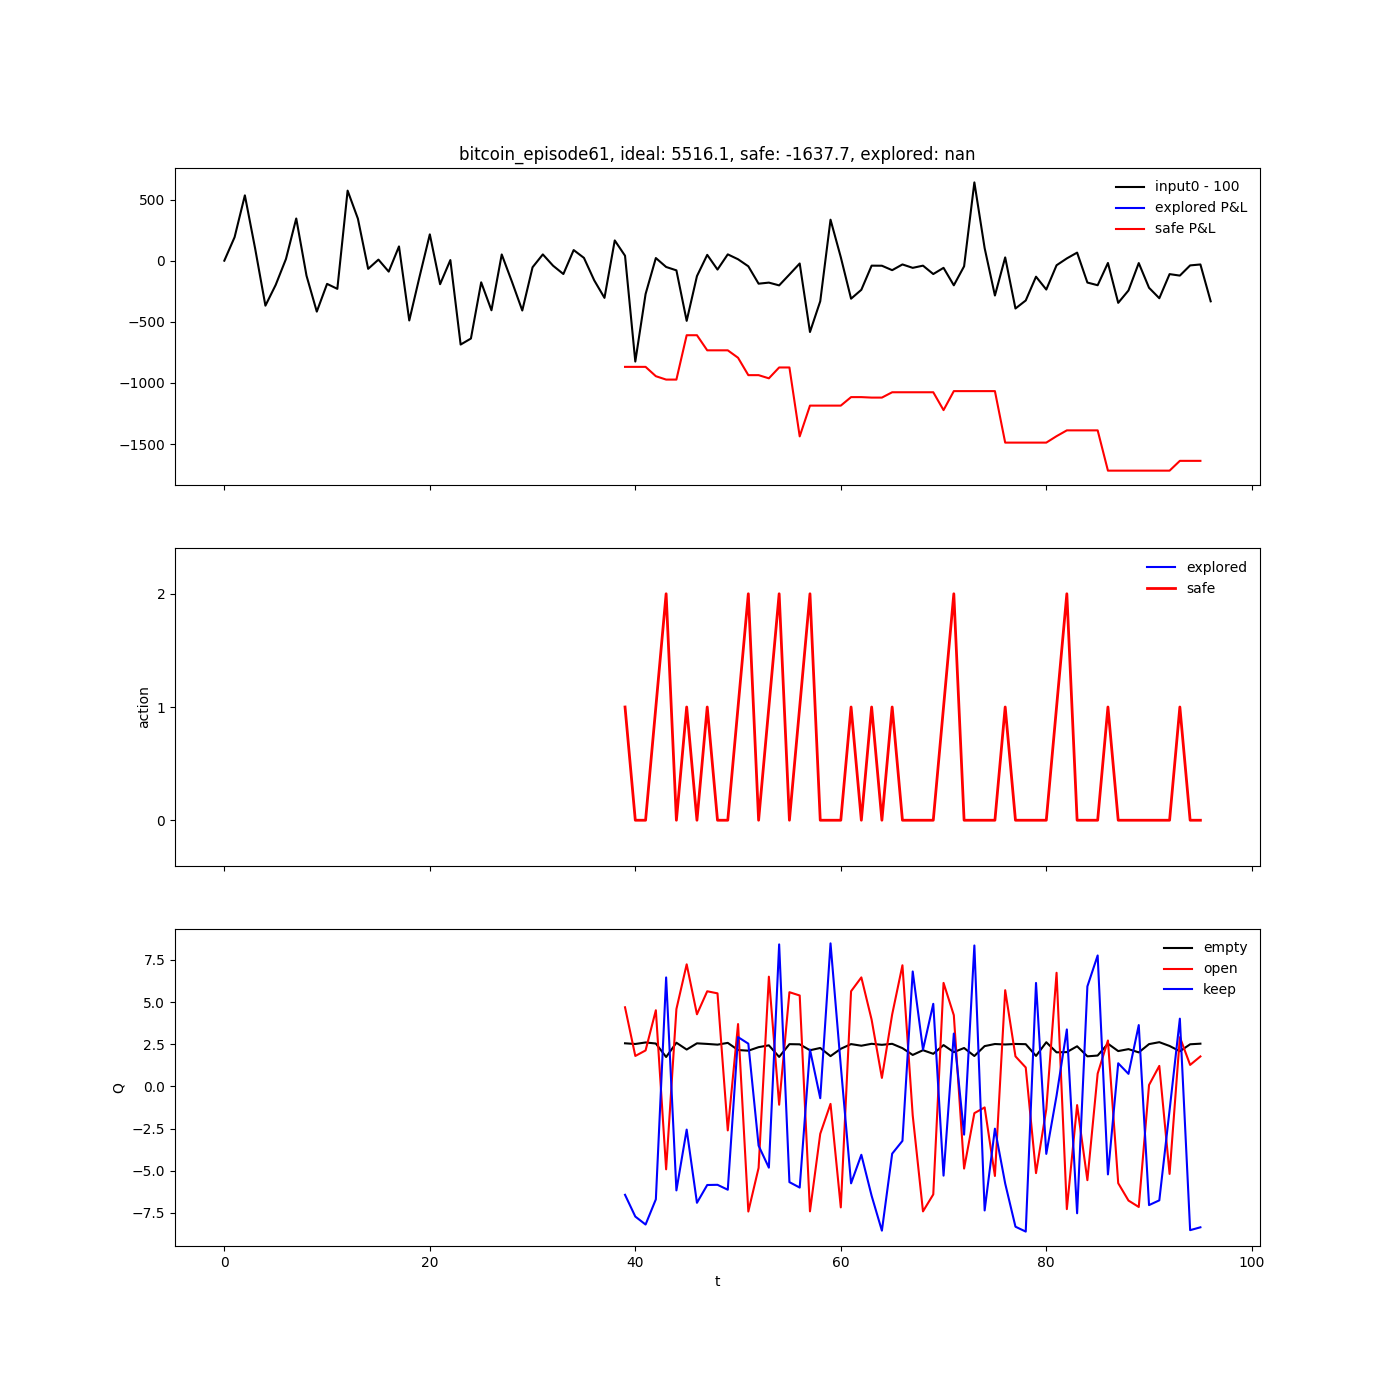 bitcoin_episode61, ideal: 5516.1, safe: -1637.7, explored: nan
input0 - 100
explored P&L
safe P&L
500
0
−500
−1000
−1500
explored
safe
2
1
0
action
empty
open
keep
7.5
5.0
2.5
0.0
−2.5
−5.0
−7.5
Q
0 20 40 60 80 100
t